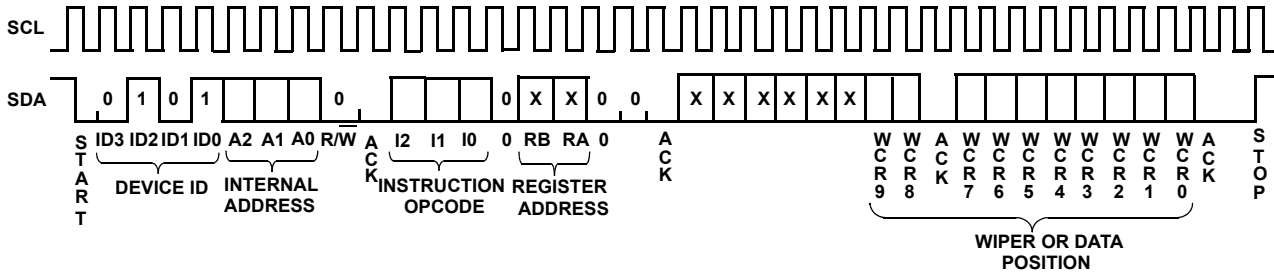 SCL
SDA 0 1 0 1 0 0 X X 0 0 X X X X X X
START ID3 ID2 ID1 ID0 A2 A1 A0 R/W̅ ACK I2 I1 I0 0 RB RA 0 ACK WCR9 WCR8 ACK WCR7 WCR6 WCR5 WCR4 WCR3 WCR2 WCR1 WCR0 ACK STOP
DEVICE ID
INTERNAL
ADDRESS
INSTRUCTION
OPCODE
REGISTER
ADDRESS
WIPER OR DATA
POSITION